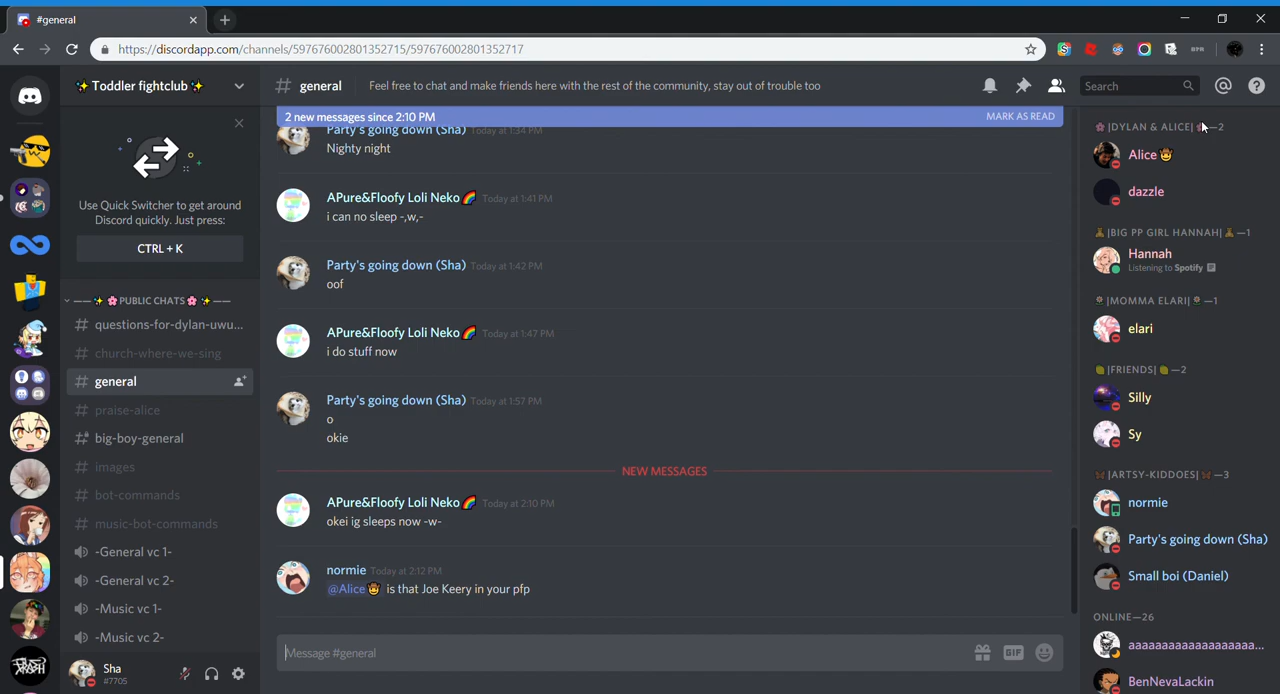 #general
https://discordapp.com/channels/597676002801352715/597676002801352717
✨ Toddler fightclub ✨
Use Quick Switcher to get around
Discord quickly. Just press:
CTRL + K
——✨🌸PUBLIC CHATS🌸✨——
# questions-for-dylan-uwu...
# church-where-we-sing
# general
# praise-alice
# big-boy-general
# images
# bot-commands
# music-bot-commands
-General vc 1-
-General vc 2-
-Music vc 1-
-Music vc 2-
Sha
#7705
# general
Feel free to chat and make friends here with the rest of the community, stay out of trouble too
Search
2 new messages since 2:10 PM
MARK AS READ
Party's going down (Sha) Today at 1:34 PM
Nighty night
APure&Floofy Loli Neko🌈 Today at 1:41 PM
i can no sleep -,w,-
Party's going down (Sha) Today at 1:42 PM
oof
APure&Floofy Loli Neko🌈 Today at 1:47 PM
i do stuff now
Party's going down (Sha) Today at 1:57 PM
o
okie
NEW MESSAGES
APure&Floofy Loli Neko🌈 Today at 2:10 PM
okei ig sleeps now -w-
normie Today at 2:12 PM
@Alice🤠 is that Joe Keery in your pfp
Message #general
GIF
🌸|DYLAN & ALICE|🌸—2
Alice🤠
dazzle
|BIG PP GIRL HANNAH|—1
Hannah
Listening to Spotify
|MOMMA ELARI|—1
elari
🍋|FRIENDS|🍋—2
Silly
Sy
🦋|ARTSY-KIDDOES|🦋—3
normie
Party's going down (Sha)
Small boi (Daniel)
ONLINE—26
aaaaaaaaaaaaaaaaaaa...
BenNevaLackin